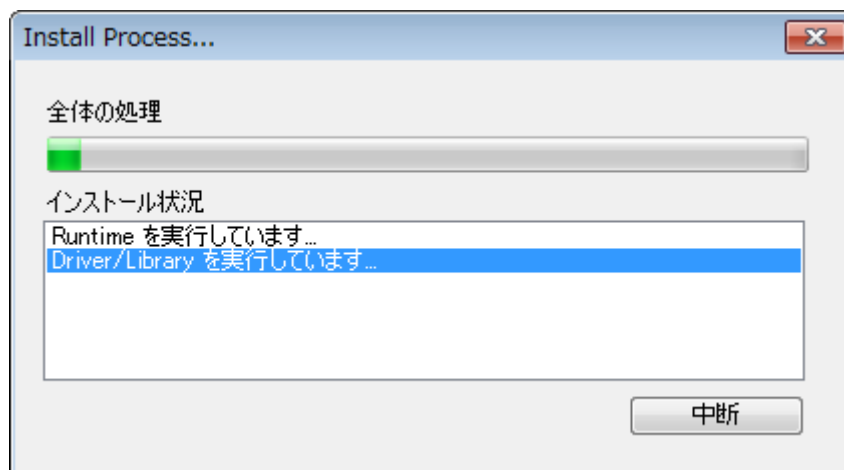 Install Process...
全体の処理
インストール状況
Runtime を実行しています...
Driver/Library を実行しています...
中断